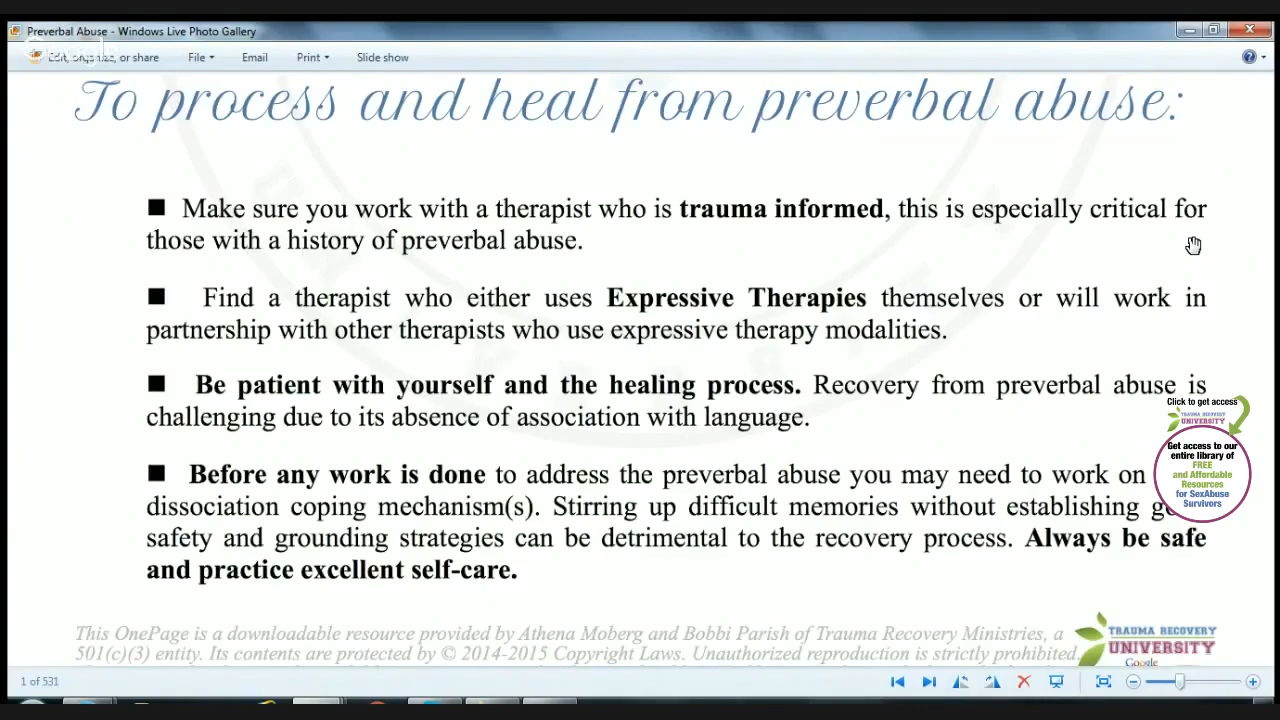 Preverbal Abuse - Windows Live Photo Gallery
Google
Edit, organize, or share File Email Print Slide show
To process and heal from preverbal abuse:
■ Make sure you work with a therapist who is trauma informed, this is especially critical for
those with a history of preverbal abuse.
■ Find a therapist who either uses Expressive Therapies themselves or will work in
partnership with other therapists who use expressive therapy modalities.
■ Be patient with yourself and the healing process. Recovery from preverbal abuse is
challenging due to its absence of association with language.
■ Before any work is done to address the preverbal abuse you may need to work on
dissociation coping mechanism(s). Stirring up difficult memories without establishing
safety and grounding strategies can be detrimental to the recovery process. Always be safe
and practice excellent self-care.
Click to get access
TRAUMA RECOVERY
UNIVERSITY
Get access to our
entire library of
FREE
and Affordable
Resources
for SexAbuse
Survivors
This OnePage is a downloadable resource provided by Athena Moberg and Bobbi Parish of Trauma Recovery Ministries, a
501(c)(3) entity. Its contents are protected by © 2014-2015 Copyright Laws. Unauthorized reproduction is strictly prohibited.
TRAUMA RECOVERY
UNIVERSITY
Google
1 of 531